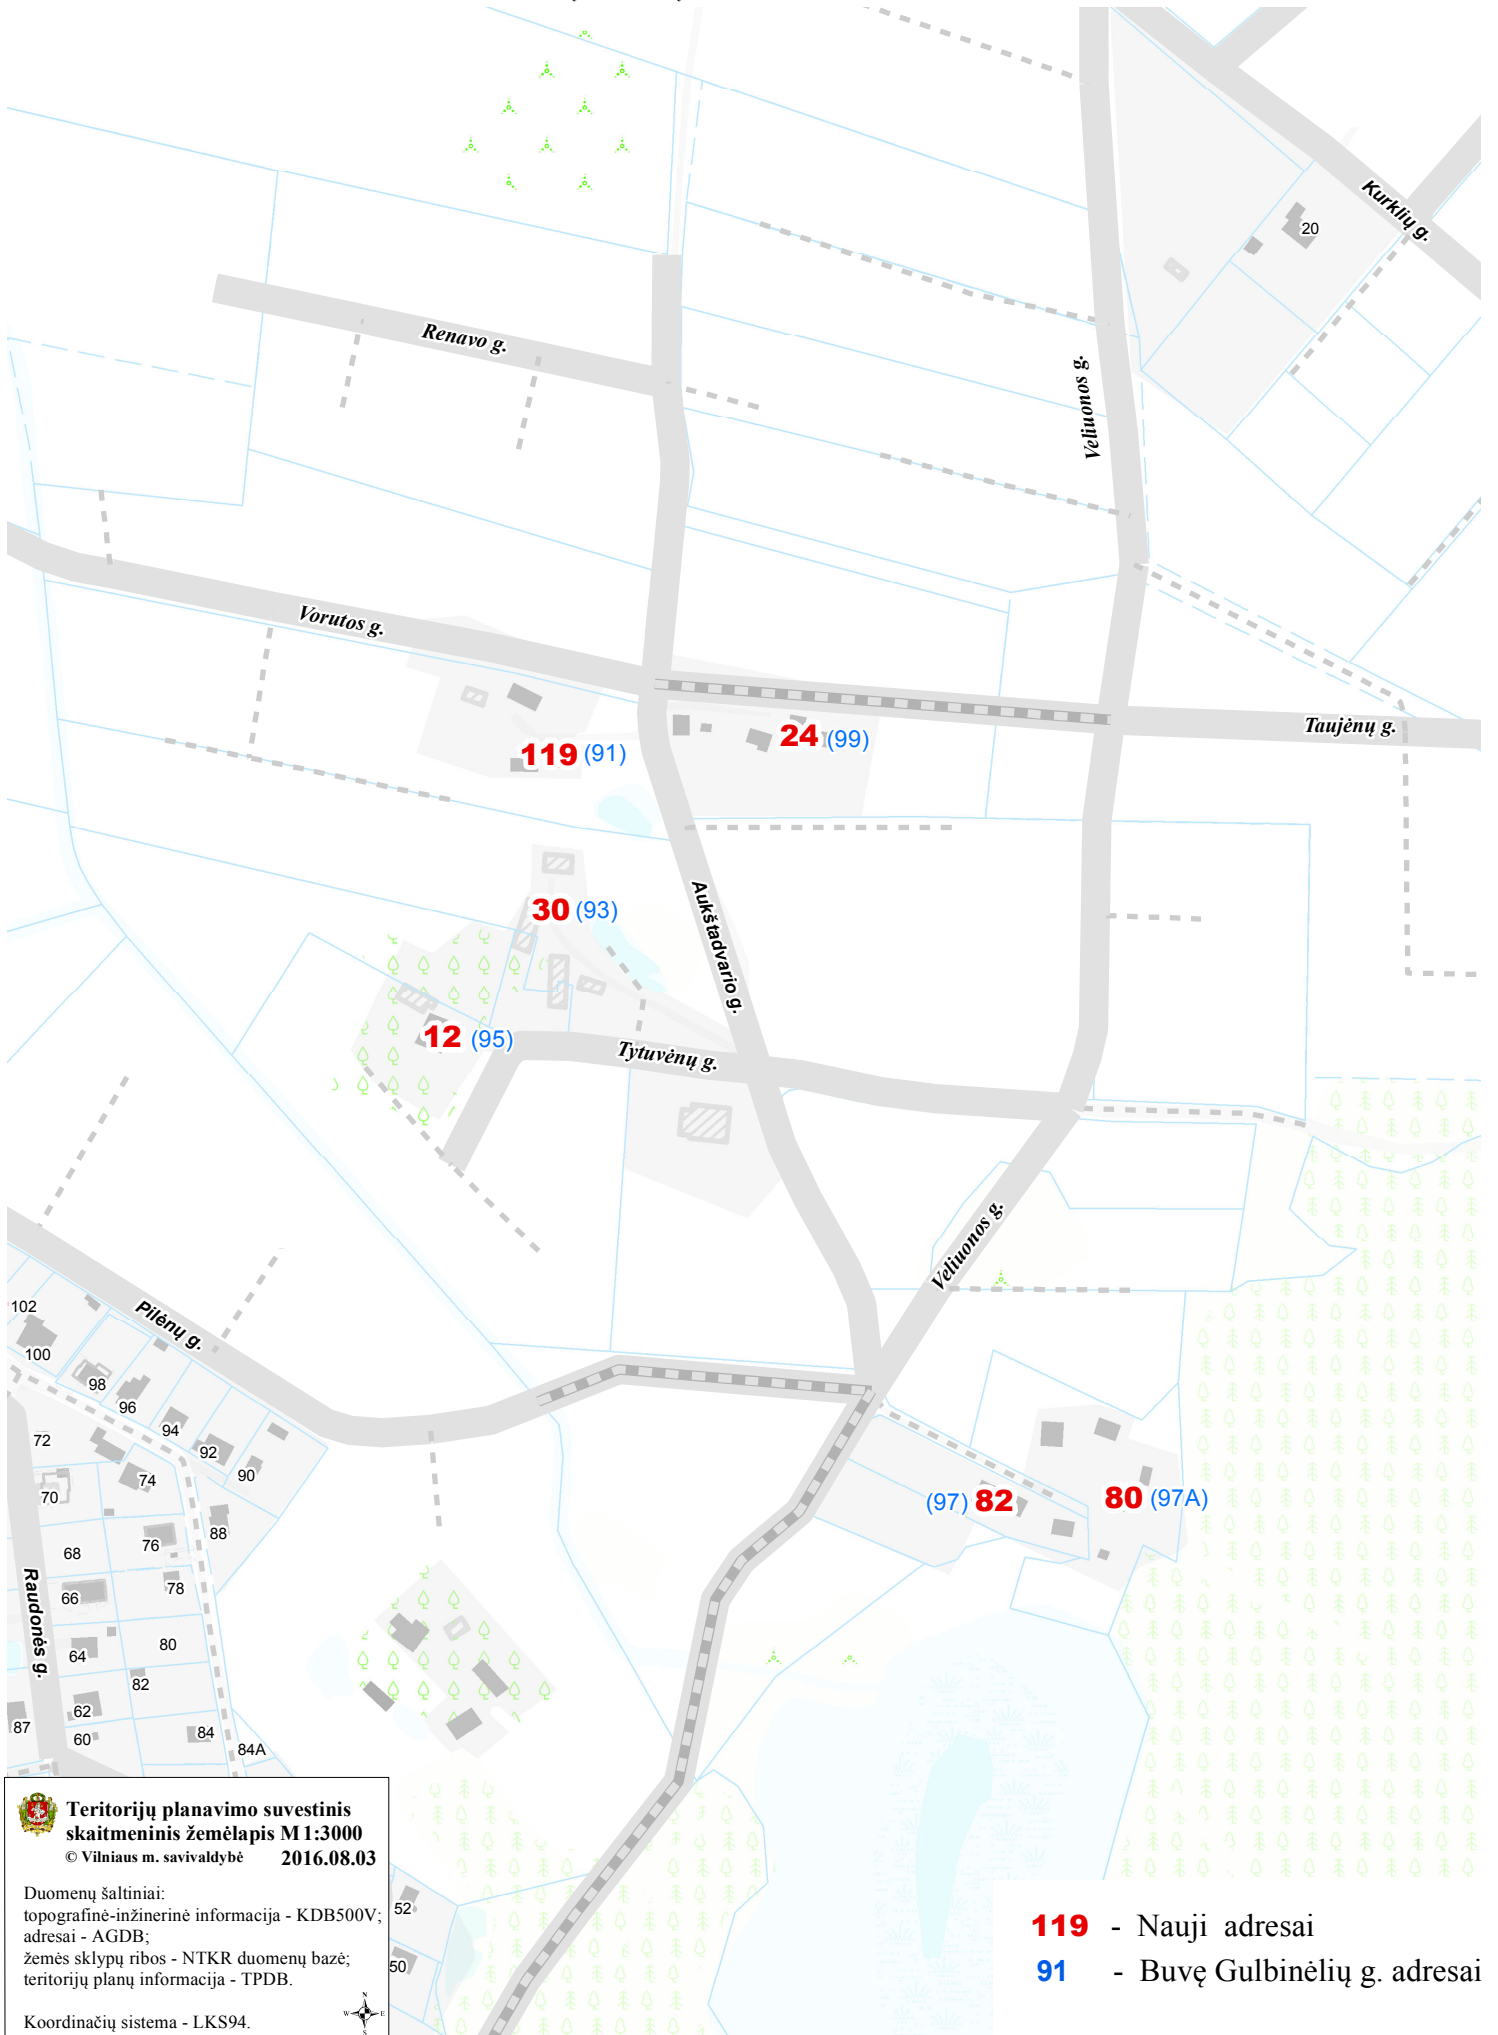 Kurklių g.
20
Renavo g.
Veliuonos g.
Vorutos g.
Taujėnų g.
24 (99)
119 (91)
30 (93)
Aukštadvario g.
12 (95)
Tytuvėnų g.
Veliuonos g.
102
Pilėnų g.
100
98
96
94
72
92
90
74
70
(97) 82
80 (97A)
88
76
68
78
66
Raudonės g.
80
64
82
62
87
60
84
84A
Teritorijų planavimo suvestinis
skaitmeninis žemėlapis M 1:3000
© Vilniaus m. savivaldybė 2016.08.03
Duomenų šaltiniai:
topografinė-inžinerinė informacija - KDB500V;
adresai - AGDB;
žemės sklypų ribos - NTKR duomenų bazė;
teritorijų planų informacija - TPDB.
Koordinačių sistema - LKS94.
N
W E
S
52
50
119 - Nauji adresai
91 - Buvę Gulbinėlių g. adresai